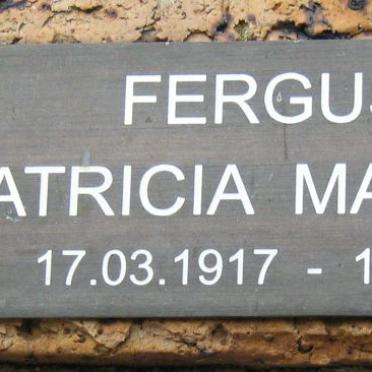 FERGUS
ATRICIA MA
17.03.1917 - 1